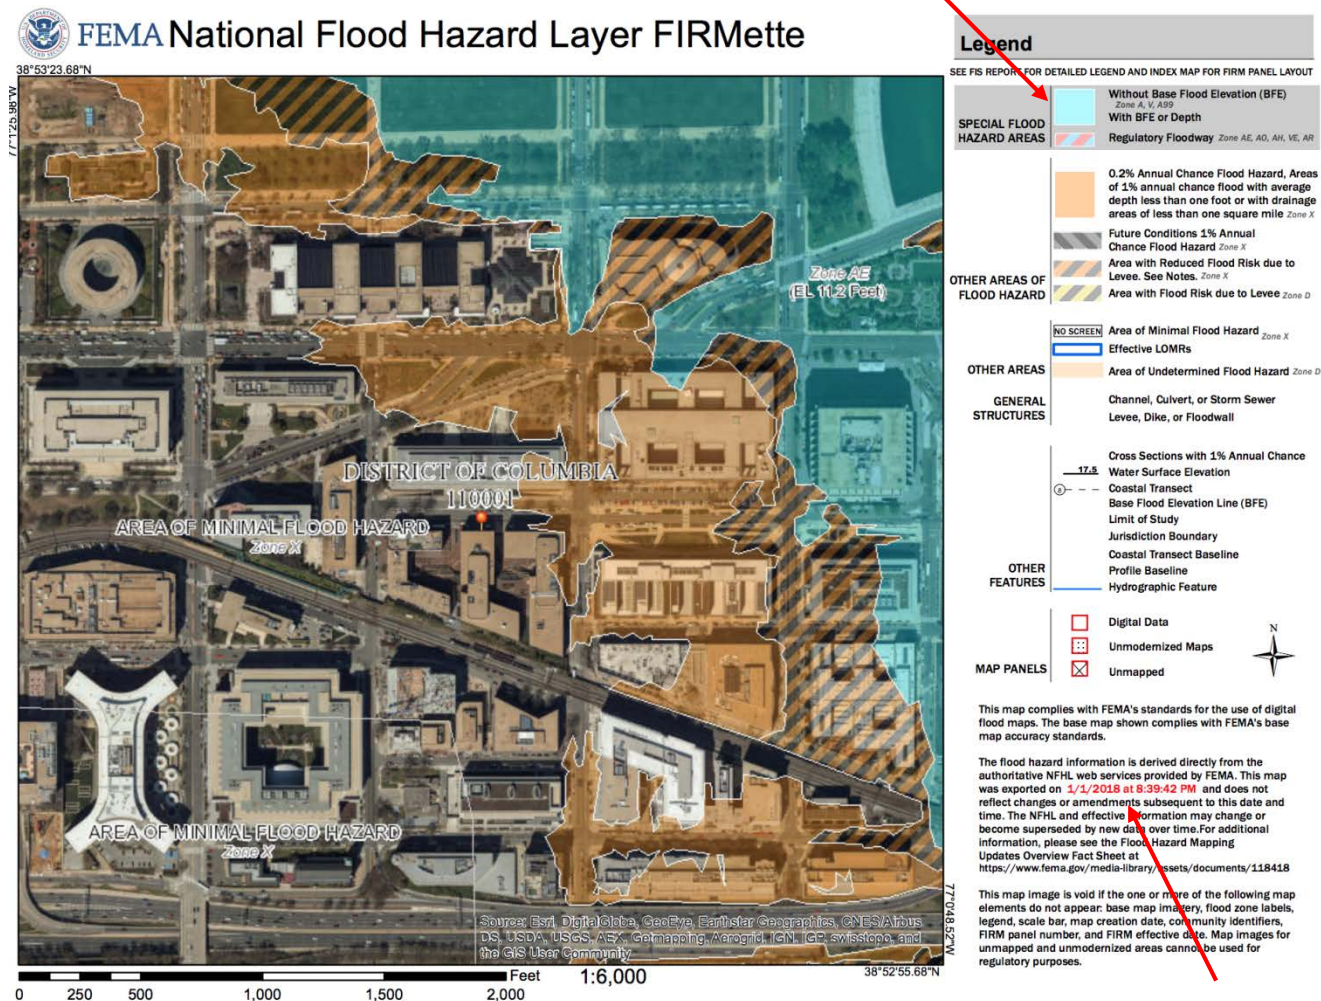 FEMA National Flood Hazard Layer FIRMette
38°53'23.68"N
77°1'25.98"W
Zone AE
(EL 11.2 Feet)
DISTRICT OF COLUMBIA
110001
AREA OF MINIMAL FLOOD HAZARD
Zone X
AREA OF MINIMAL FLOOD HAZARD
Zone X
Source: Esri, DigitalGlobe, GeoEye, Earthstar Geographics, CNES/Airbus
DS, USDA, USGS, AEX, Getmapping, Aerogrid, IGN, IGP, swisstopo, and
the GIS User Community
77°0'48.52"W
38°52'55.68"N
Feet
1:6,000
0 250 500 1,000 1,500 2,000
Legend
SEE FIS REPORT FOR DETAILED LEGEND AND INDEX MAP FOR FIRM PANEL LAYOUT
SPECIAL FLOOD
HAZARD AREAS
Without Base Flood Elevation (BFE)
Zone A, V, A99
With BFE or Depth
Regulatory Floodway Zone AE, AO, AH, VE, AR
OTHER AREAS OF
FLOOD HAZARD
0.2% Annual Chance Flood Hazard, Areas
of 1% annual chance flood with average
depth less than one foot or with drainage
areas of less than one square mile Zone X
Future Conditions 1% Annual
Chance Flood Hazard Zone X
Area with Reduced Flood Risk due to
Levee. See Notes. Zone X
Area with Flood Risk due to Levee Zone D
OTHER AREAS
NO SCREEN Area of Minimal Flood Hazard Zone X
Effective LOMRs
Area of Undetermined Flood Hazard Zone D
GENERAL
STRUCTURES
Channel, Culvert, or Storm Sewer
Levee, Dike, or Floodwall
OTHER
FEATURES
Cross Sections with 1% Annual Chance
17.5 Water Surface Elevation
8 Coastal Transect
Base Flood Elevation Line (BFE)
Limit of Study
Jurisdiction Boundary
Coastal Transect Baseline
Profile Baseline
Hydrographic Feature
MAP PANELS
Digital Data
Unmodernized Maps
Unmapped
N
This map complies with FEMA's standards for the use of digital
flood maps. The base map shown complies with FEMA's base
map accuracy standards.
The flood hazard information is derived directly from the
authoritative NFHL web services provided by FEMA. This map
was exported on 1/1/2018 at 8:39:42 PM and does not
reflect changes or amendments subsequent to this date and
time. The NFHL and effective information may change or
become superseded by new data over time.For additional
information, please see the Flood Hazard Mapping
Updates Overview Fact Sheet at
https://www.fema.gov/media-library/assets/documents/118418
This map image is void if the one or more of the following map
elements do not appear: base map imagery, flood zone labels,
legend, scale bar, map creation date, community identifiers,
FIRM panel number, and FIRM effective date. Map images for
unmapped and unmodernized areas cannot be used for
regulatory purposes.